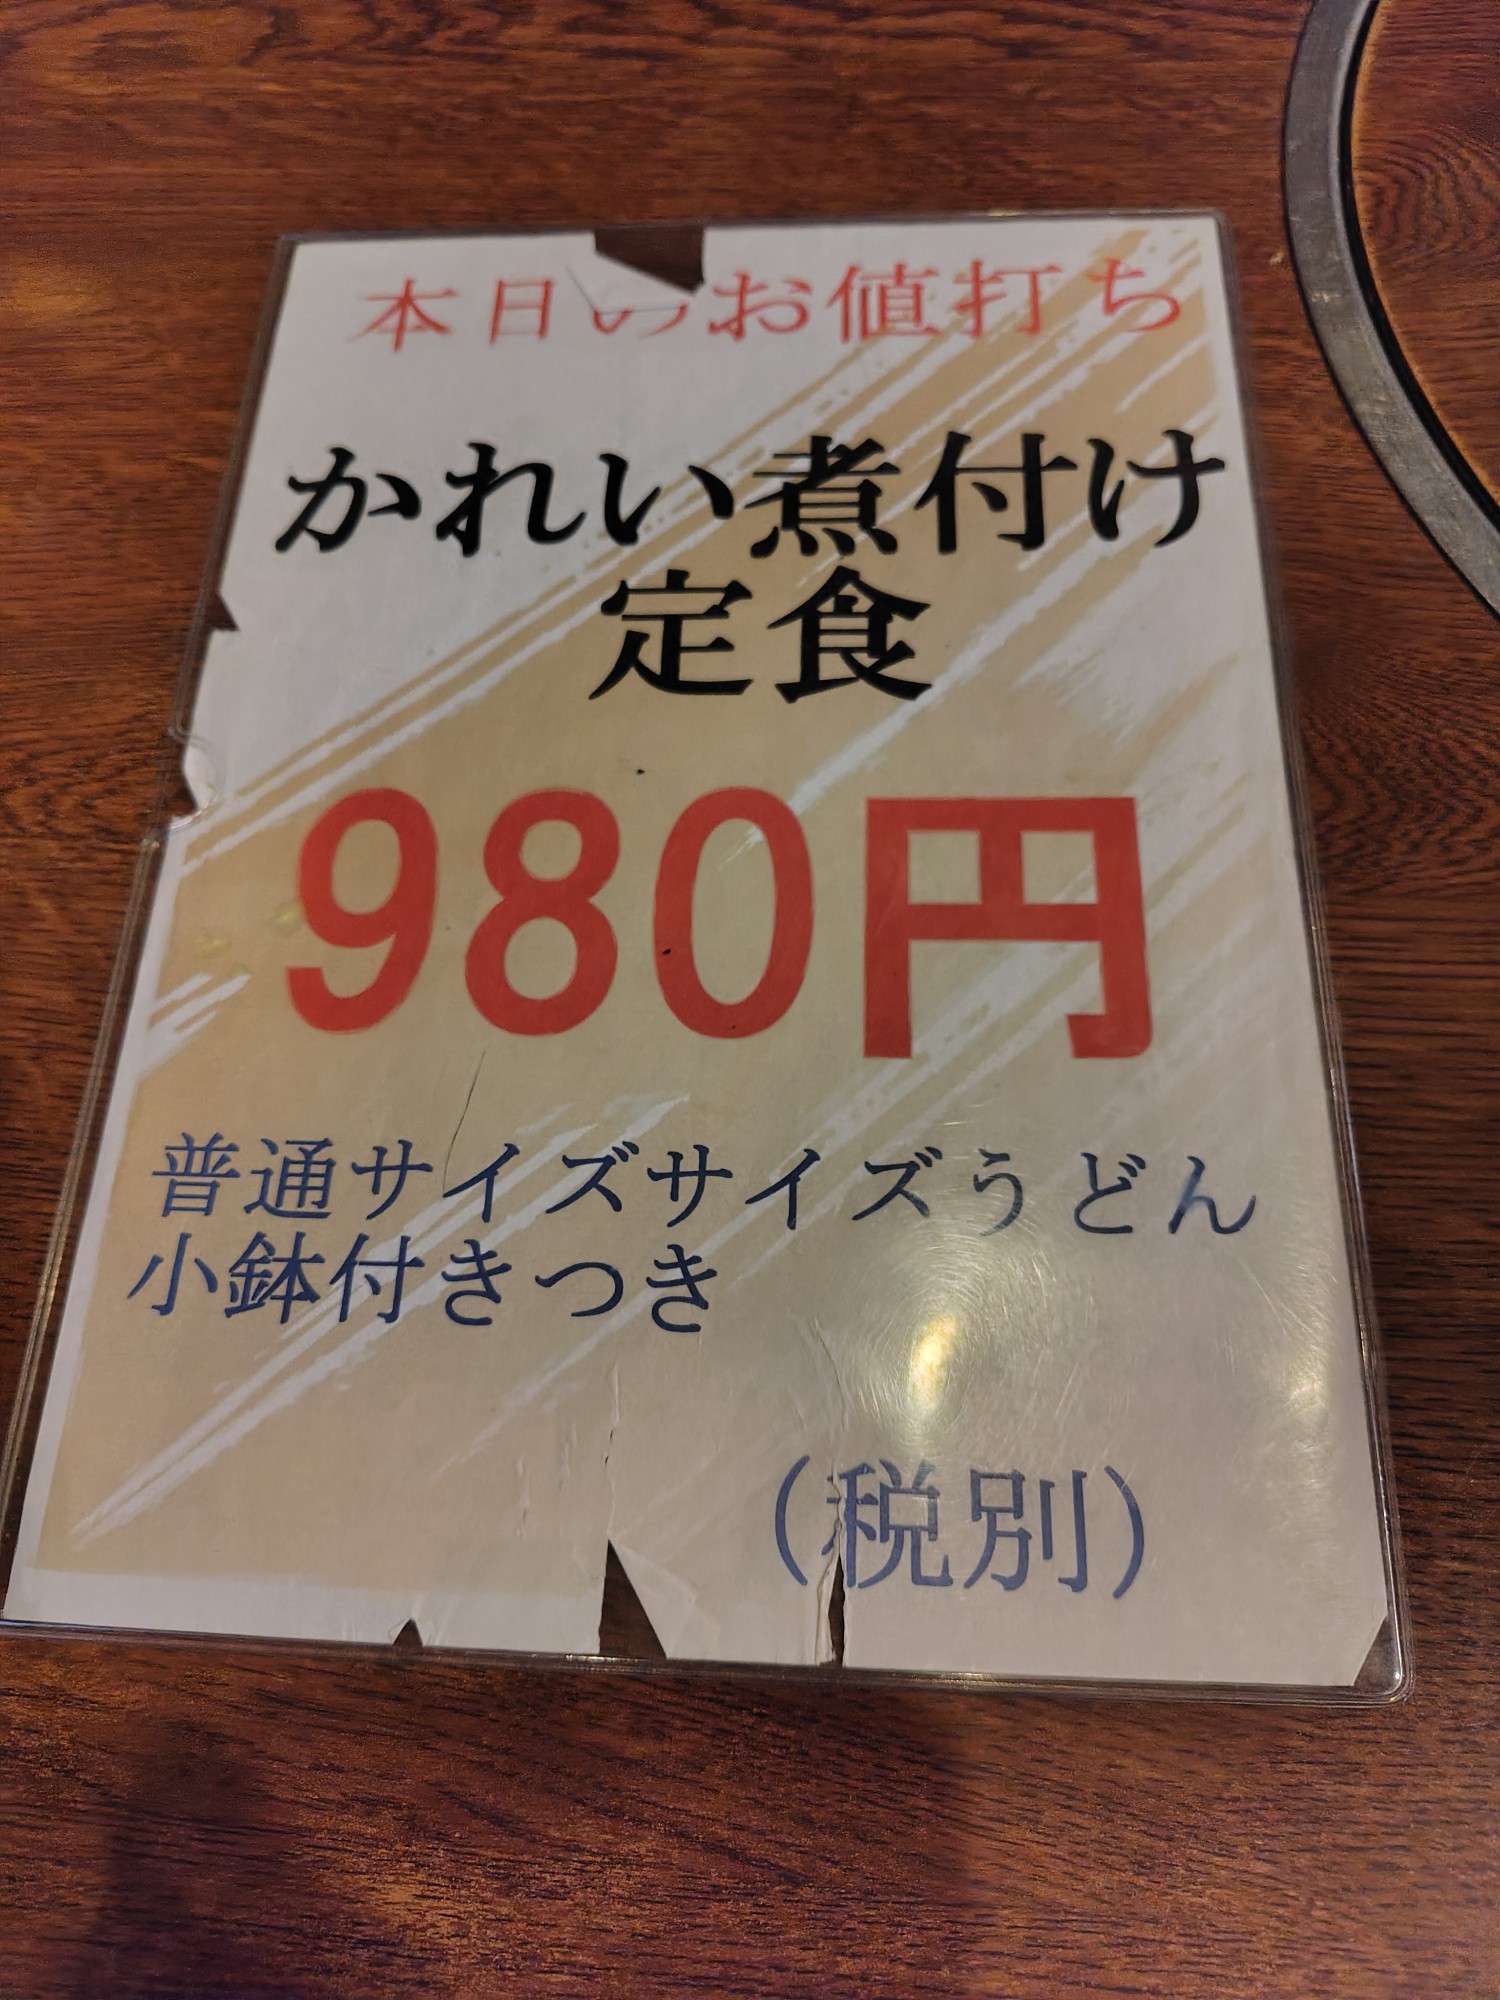 本日のお値打ち
かれい煮付け
定食
980円
普通サイズサイズうどん
小鉢付きつき
（税別）